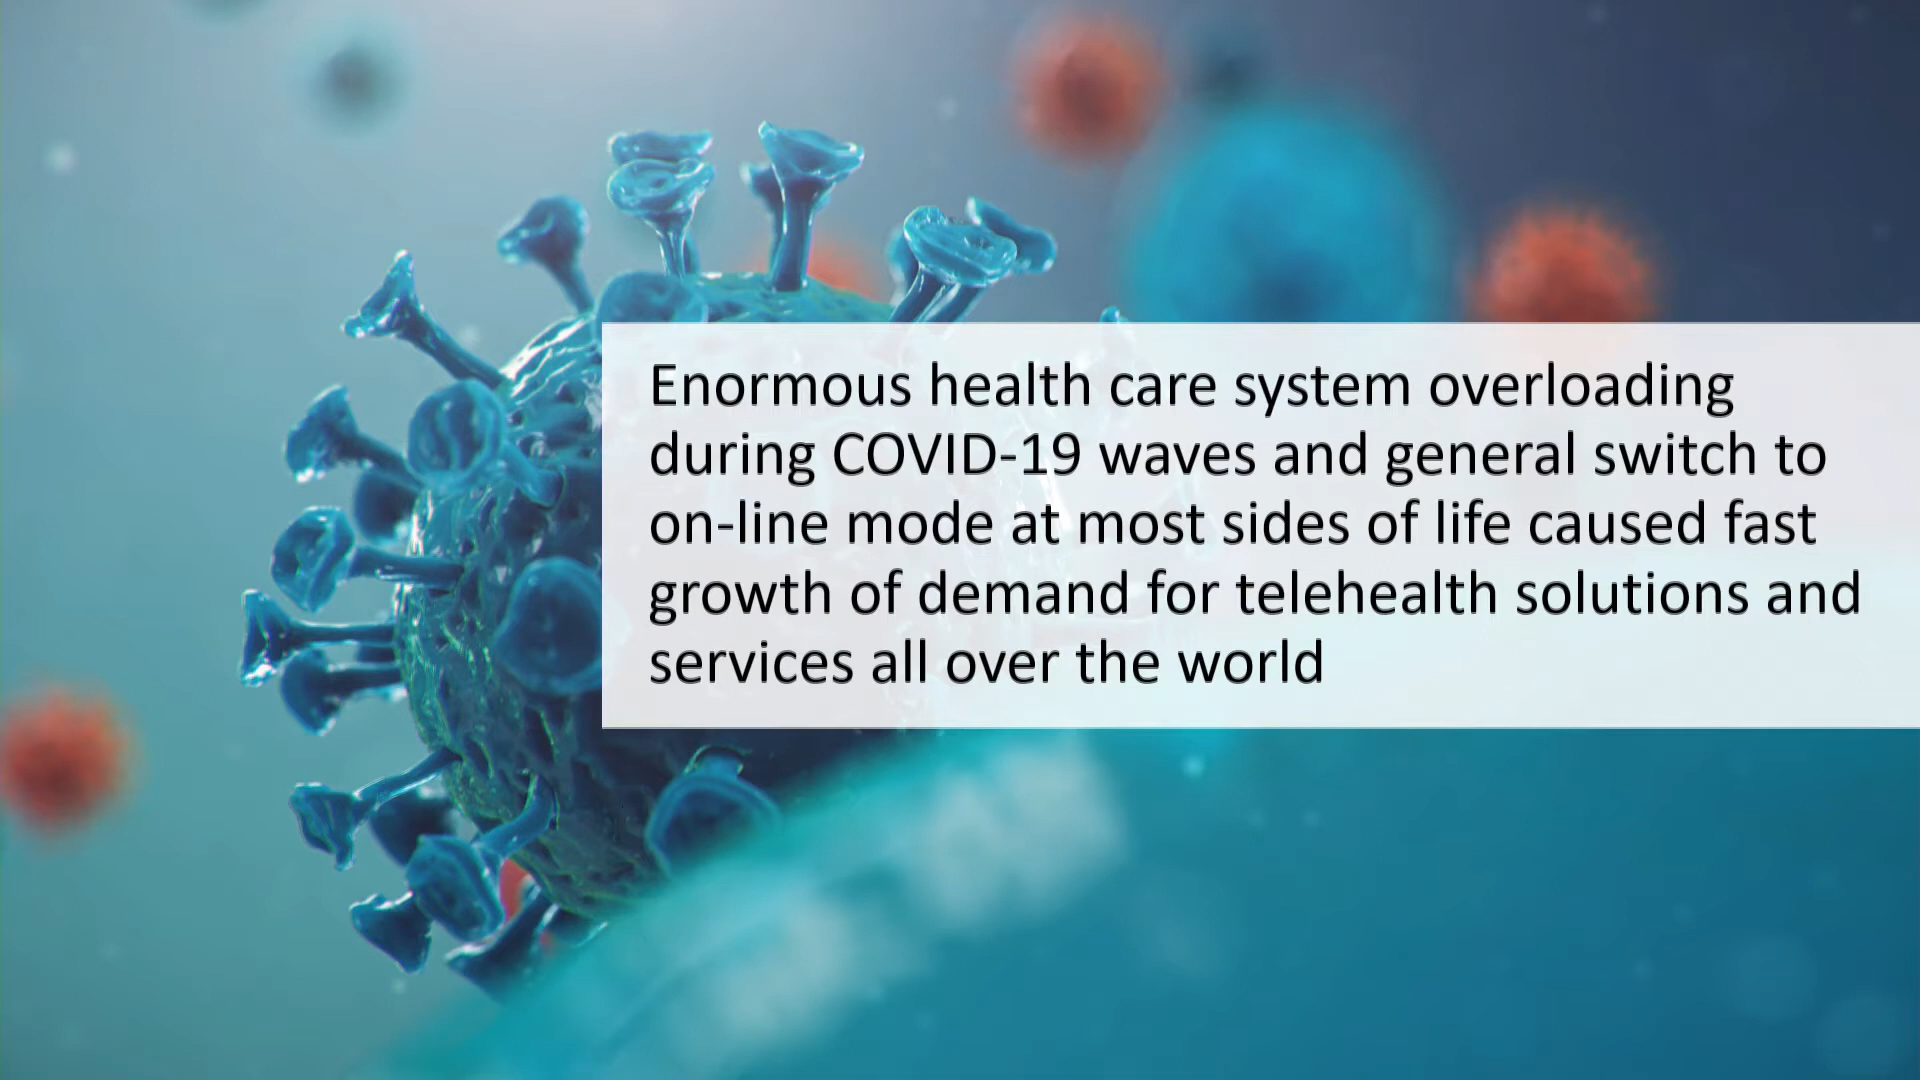 Enormous health care system overloading
during COVID-19 waves and general switch to
on-line mode at most sides of life caused fast
growth of demand for telehealth solutions and
services all over the world